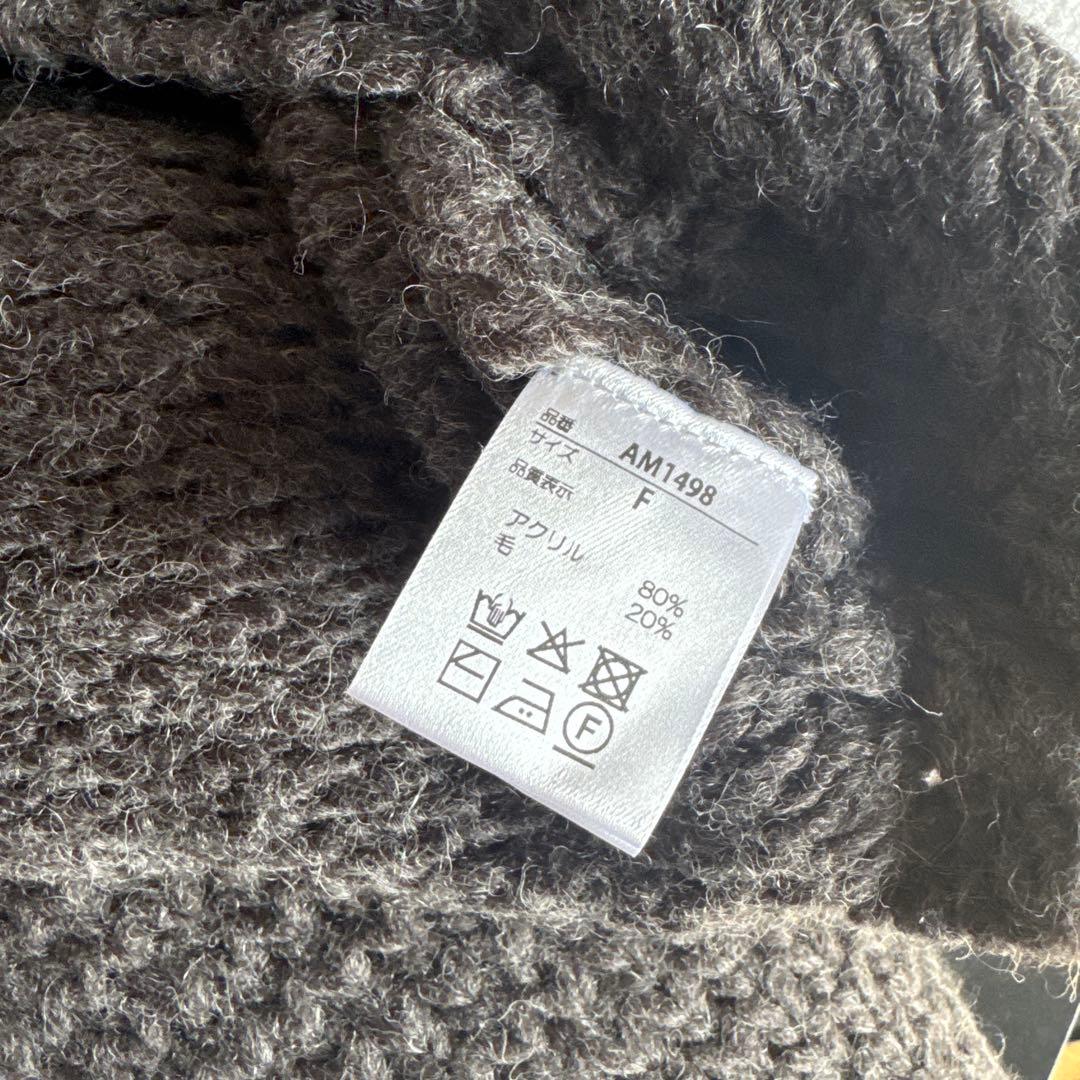 品番 AM1498
サイズ F
品質表示
アクリル 80%
毛 20%
F